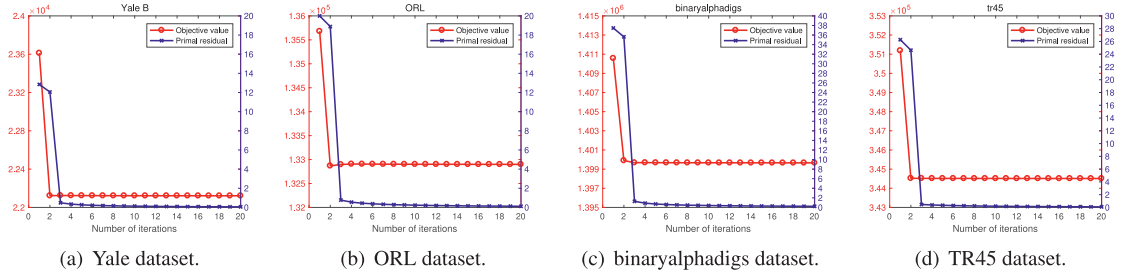 2.4 ×10^4 Yale B 20
Objective value
Primal residual
18
2.36 16
14
2.32 12
10
2.28 8
6
2.24 4
2
2.2 0
0 2 4 6 8 10 12 14 16 18 20
Number of iterations
(a) Yale dataset.
1.36 ×10^5 ORL 20
Objective value
Primal residual
1.355 18
1.35 16
14
1.345 12
1.34 10
1.335 8
6
1.33 4
1.325 2
1.32 0
0 2 4 6 8 10 12 14 16 18 20
Number of iterations
(b) ORL dataset.
1.415 ×10^6 binaryalphadigs 40
Objective value
Primal residual
38
36
1.413 34
1.411 32
30
28
1.409 26
24
1.407 22
1.405 20
18
16
1.403 14
12
1.401 10
1.399 8
6
1.397 4
2
1.395 0
0 2 4 6 8 10 12 14 16 18 20
Number of iterations
(c) binaryalphadigs dataset.
3.53 ×10^5 tr45 30
Objective value
Primal residual
28
3.52 26
3.51 24
22
3.5 20
3.49 18
16
3.48 14
3.47 12
10
3.46 8
3.45 6
3.44 4
2
3.43 0
0 2 4 6 8 10 12 14 16 18 20
Number of iterations
(d) TR45 dataset.